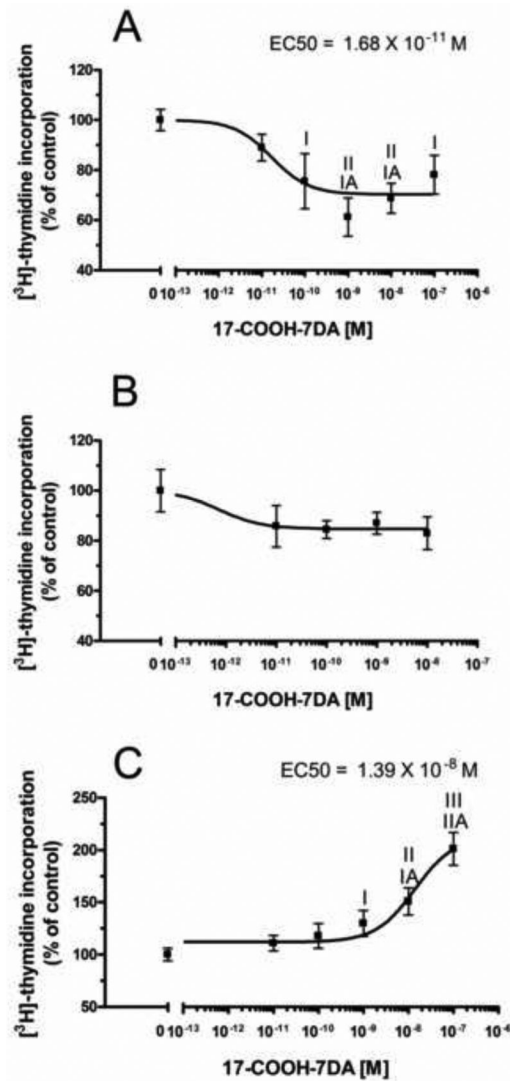 A
EC50 = 1.68 X 10⁻¹¹ M
[³H]-thymidine incorporation
(% of control)
120
100
80
60
40
I
II
IA
II
IA
I
0 10⁻¹³ 10⁻¹² 10⁻¹¹ 10⁻¹⁰ 10⁻⁹ 10⁻⁸ 10⁻⁷ 10⁻⁶
17-COOH-7DA [M]
B
[³H]-thymidine incorporation
(% of control)
120
100
80
60
40
0 10⁻¹³ 10⁻¹² 10⁻¹¹ 10⁻¹⁰ 10⁻⁹ 10⁻⁸ 10⁻⁷
17-COOH-7DA [M]
C
EC50 = 1.39 X 10⁻⁸ M
[³H]-thymidine incorporation
(% of control)
250
200
150
100
50
I
II
IA
III
IIA
0 10⁻¹³ 10⁻¹² 10⁻¹¹ 10⁻¹⁰ 10⁻⁹ 10⁻⁸ 10⁻⁷ 10⁻⁶
17-COOH-7DA [M]